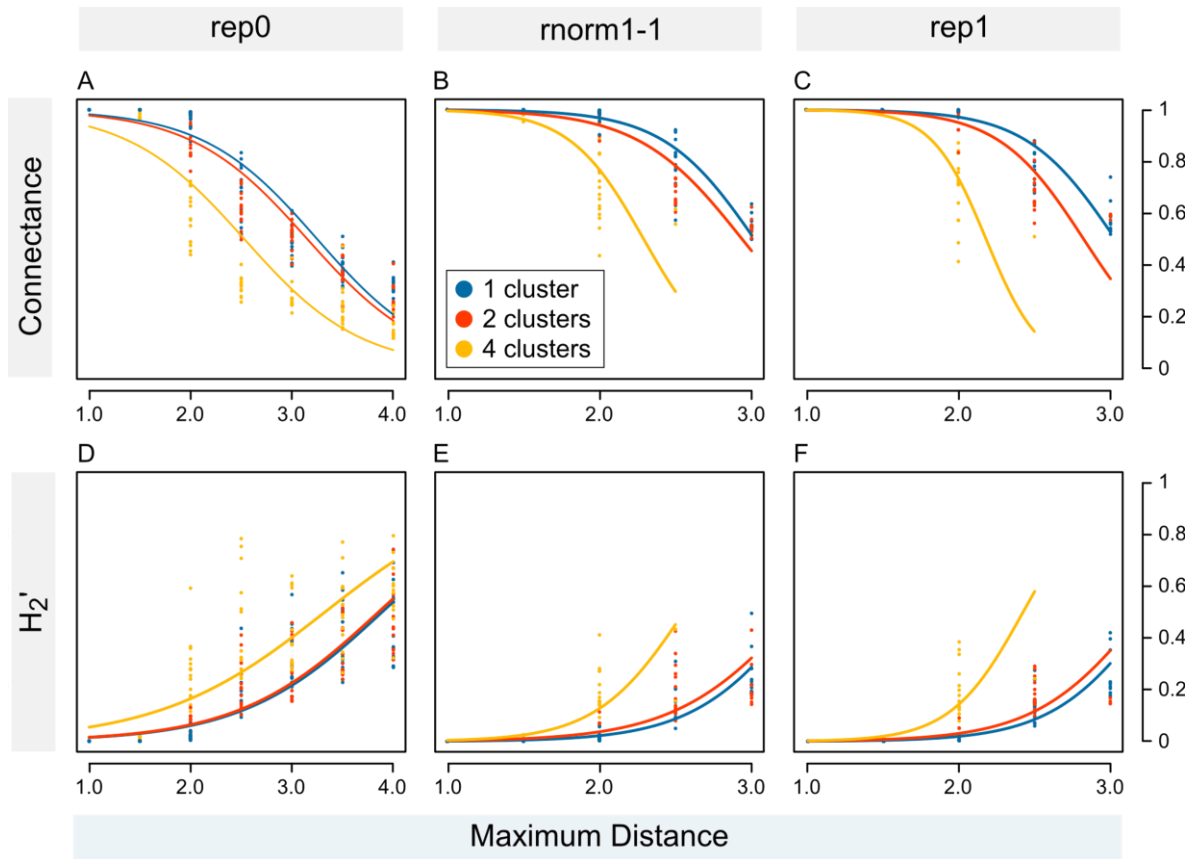 rep0 rnorm1-1 rep1
A B C
Connectance
1
0.8
0.6
0.4
0.2
0
1 cluster
2 clusters
4 clusters
1.0 2.0 3.0 4.0 1.0 2.0 3.0 1.0 2.0 3.0
D E F
H2'
1
0.8
0.6
0.4
0.2
0
1.0 2.0 3.0 4.0 1.0 2.0 3.0 1.0 2.0 3.0
Maximum Distance